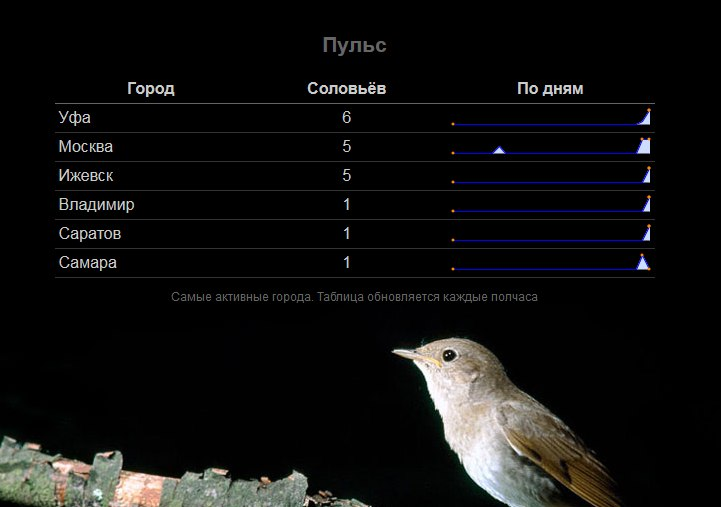 Пульс
Город Соловьёв По дням
Уфа 6
Москва 5
Ижевск 5
Владимир 1
Саратов 1
Самара 1
Самые активные города. Таблица обновляется каждые полчаса